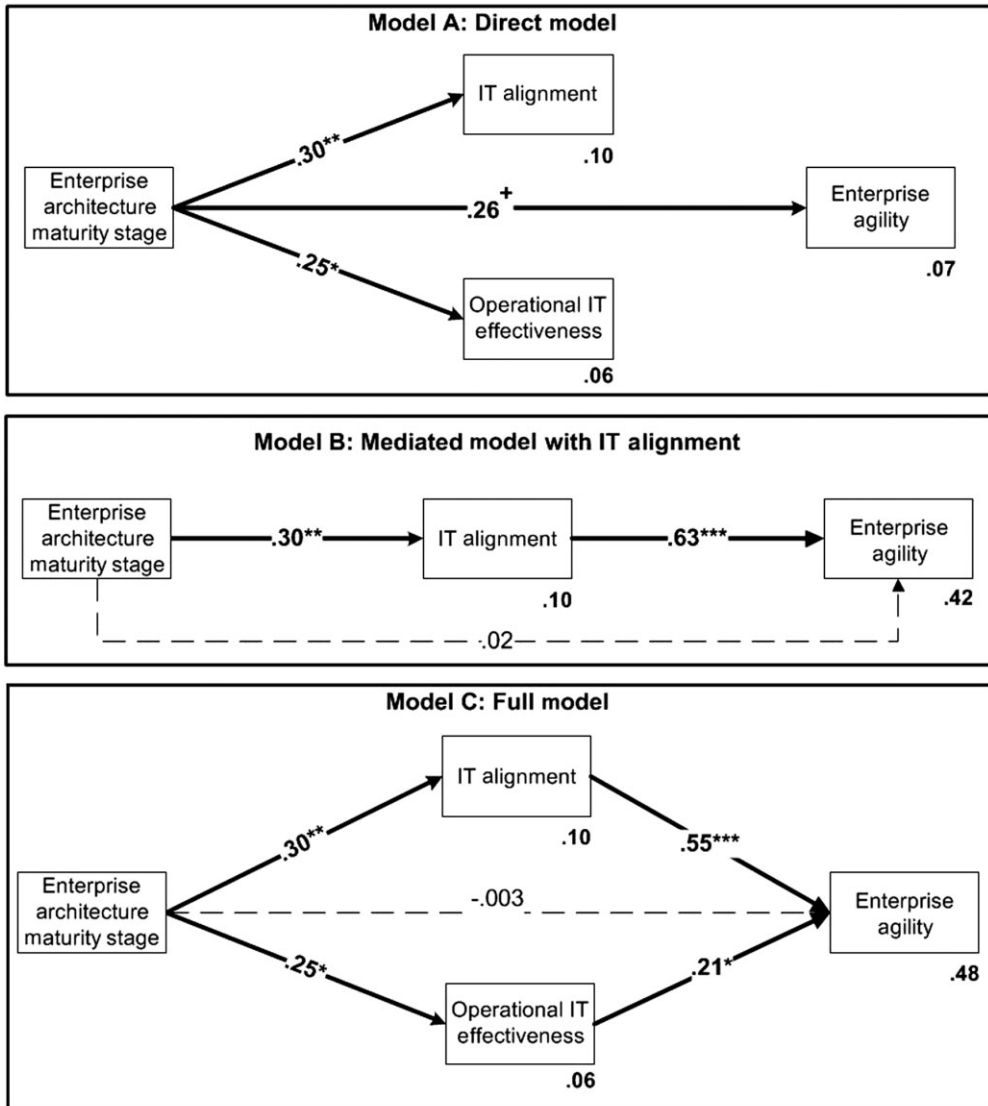 Model A: Direct model
IT alignment
.10
.30**
Enterprise
architecture
maturity stage
.26+
Enterprise
agility
.07
.25*
Operational IT
effectiveness
.06
Model B: Mediated model with IT alignment
Enterprise
architecture
maturity stage
.30**
IT alignment
.10
.63***
Enterprise
agility
.42
.02
Model C: Full model
IT alignment
.10
.30**
.55***
Enterprise
architecture
maturity stage
-.003
Enterprise
agility
.48
.25*
.21*
Operational IT
effectiveness
.06